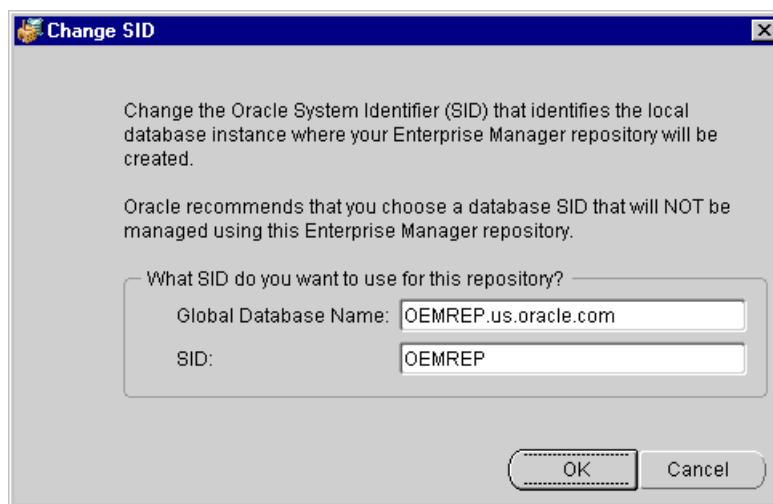 Change SID
Change the Oracle System Identifier (SID) that identifies the local
database instance where your Enterprise Manager repository will be
created.
Oracle recommends that you choose a database SID that will NOT be
managed using this Enterprise Manager repository.
What SID do you want to use for this repository?
Global Database Name: OEMREP.us.oracle.com
SID: OEMREP
OK Cancel